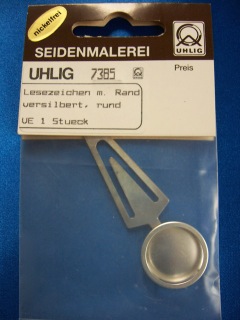 nickelfrei
UHLIG
SEIDENMALEREI
UHLIG 7385 Preis
Lesezeichen m. Rand
versilbert, rund
VE 1 Stueck